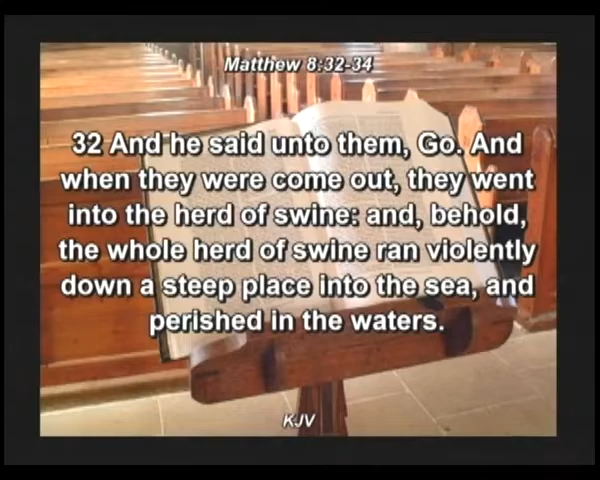 Matthew 8:32-34
32 And he said unto them, Go. And
when they were come out, they went
into the herd of swine: and, behold,
the whole herd of swine ran violently
down a steep place into the sea, and
perished in the waters.
KJV